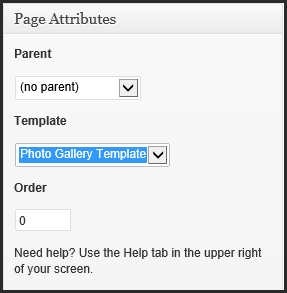 Page Attributes
Parent
(no parent)
Template
Photo Gallery Template
Order
0
Need help? Use the Help tab in the upper right
of your screen.